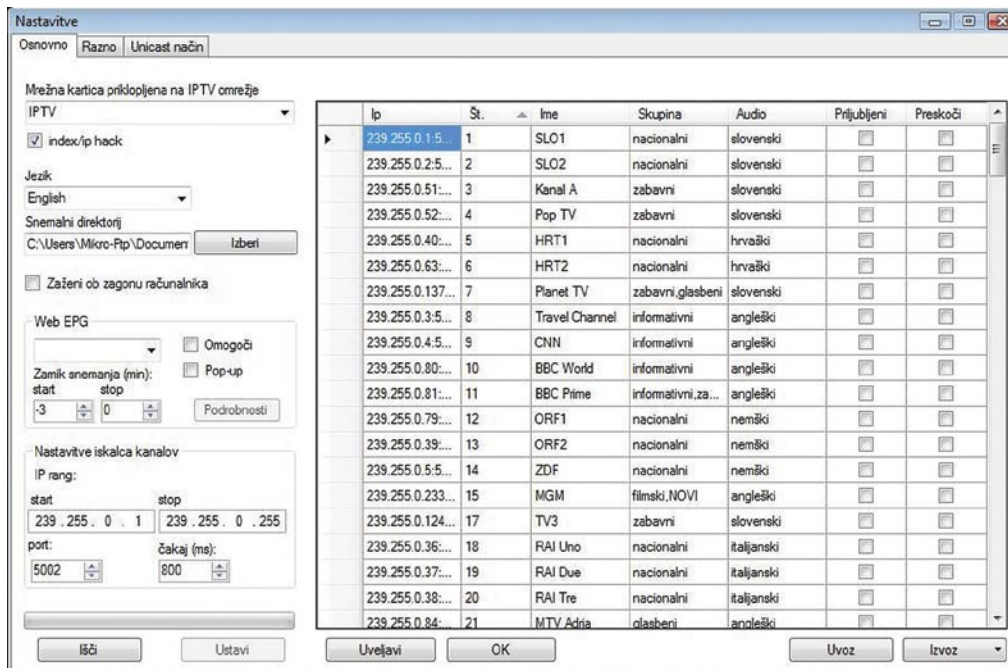 Nastavitve
Osnovno Razno Unicast način
Mrežna kartica priklopljena na IPTV omrežje
IPTV
index/ip hack
Jezik
English
Snemalni direktorij
C:\Users\Mikro-Ftp\Documen Izberi
Zaženi ob zagonu računalnika
Web EPG
Omogoči
Zamik snemanja (min): Pop-up
start stop
-3 0 Podrobnosti
Nastavitve iskalca kanalov
IP rang:
start stop
239 . 255 . 0 . 1 239 . 255 . 0 . 255
port: čakaj (ms):
5002 800
Išči Ustavi
Ip Št. Ime Skupina Audio Priljubljeni Preskoči
239.255.0.1:5... 1 SLO1 nacionalni slovenski
239.255.0.2:5... 2 SLO2 nacionalni slovenski
239.255.0.51:... 3 Kanal A zabavni slovenski
239.255.0.52:... 4 Pop TV zabavni slovenski
239.255.0.40:... 5 HRT1 nacionalni hrvaški
239.255.0.63:... 6 HRT2 nacionalni hrvaški
239.255.0.137... 7 Planet TV zabavni,glasbeni slovenski
239.255.0.3:5... 8 Travel Channel informativni angleški
239.255.0.4:5... 9 CNN informativni angleški
239.255.0.80:... 10 BBC World informativni angleški
239.255.0.81:... 11 BBC Prime informativni,za... angleški
239.255.0.79:... 12 ORF1 nacionalni nemški
239.255.0.39:... 13 ORF2 nacionalni nemški
239.255.0.5:5... 14 ZDF nacionalni nemški
239.255.0.233... 15 MGM filmski,NOVI angleški
239.255.0.124... 17 TV3 zabavni slovenski
239.255.0.36:... 18 RAI Uno nacionalni italijanski
239.255.0.37:... 19 RAI Due nacionalni italijanski
239.255.0.38:... 20 RAI Tre nacionalni italijanski
239.255.0.84:... 21 MTV Adria glasbeni angleški
Uveljavi OK Uvoz Izvoz